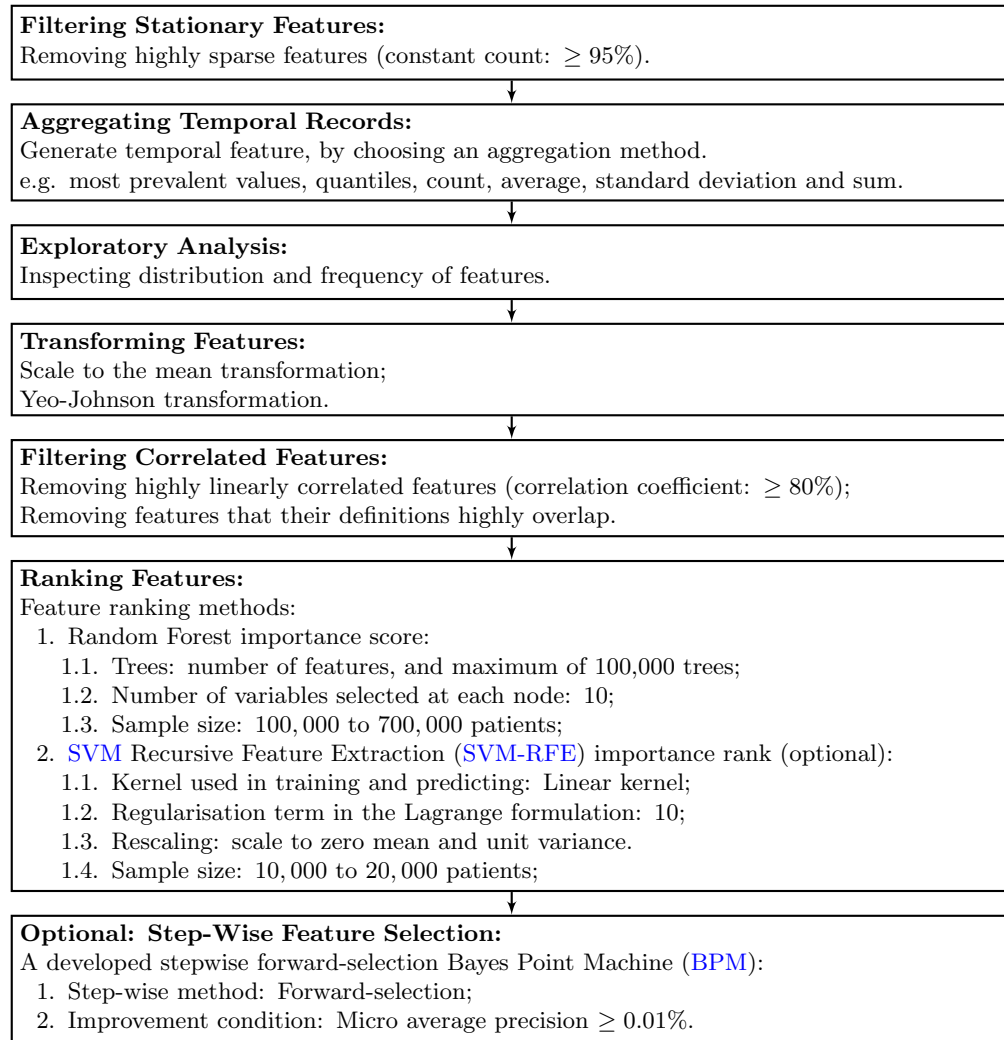 Filtering Stationary Features:
Removing highly sparse features (constant count: ≥ 95%).
Aggregating Temporal Records:
Generate temporal feature, by choosing an aggregation method.
e.g. most prevalent values, quantiles, count, average, standard deviation and sum.
Exploratory Analysis:
Inspecting distribution and frequency of features.
Transforming Features:
Scale to the mean transformation;
Yeo-Johnson transformation.
Filtering Correlated Features:
Removing highly linearly correlated features (correlation coefficient: ≥ 80%);
Removing features that their definitions highly overlap.
Ranking Features:
Feature ranking methods:
1. Random Forest importance score:
1.1. Trees: number of features, and maximum of 100,000 trees;
1.2. Number of variables selected at each node: 10;
1.3. Sample size: 100,000 to 700,000 patients;
2. SVM Recursive Feature Extraction (SVM-RFE) importance rank (optional):
1.1. Kernel used in training and predicting: Linear kernel;
1.2. Regularisation term in the Lagrange formulation: 10;
1.3. Rescaling: scale to zero mean and unit variance.
1.4. Sample size: 10,000 to 20,000 patients;
Optional: Step-Wise Feature Selection:
A developed stepwise forward-selection Bayes Point Machine (BPM):
1. Step-wise method: Forward-selection;
2. Improvement condition: Micro average precision ≥ 0.01%.